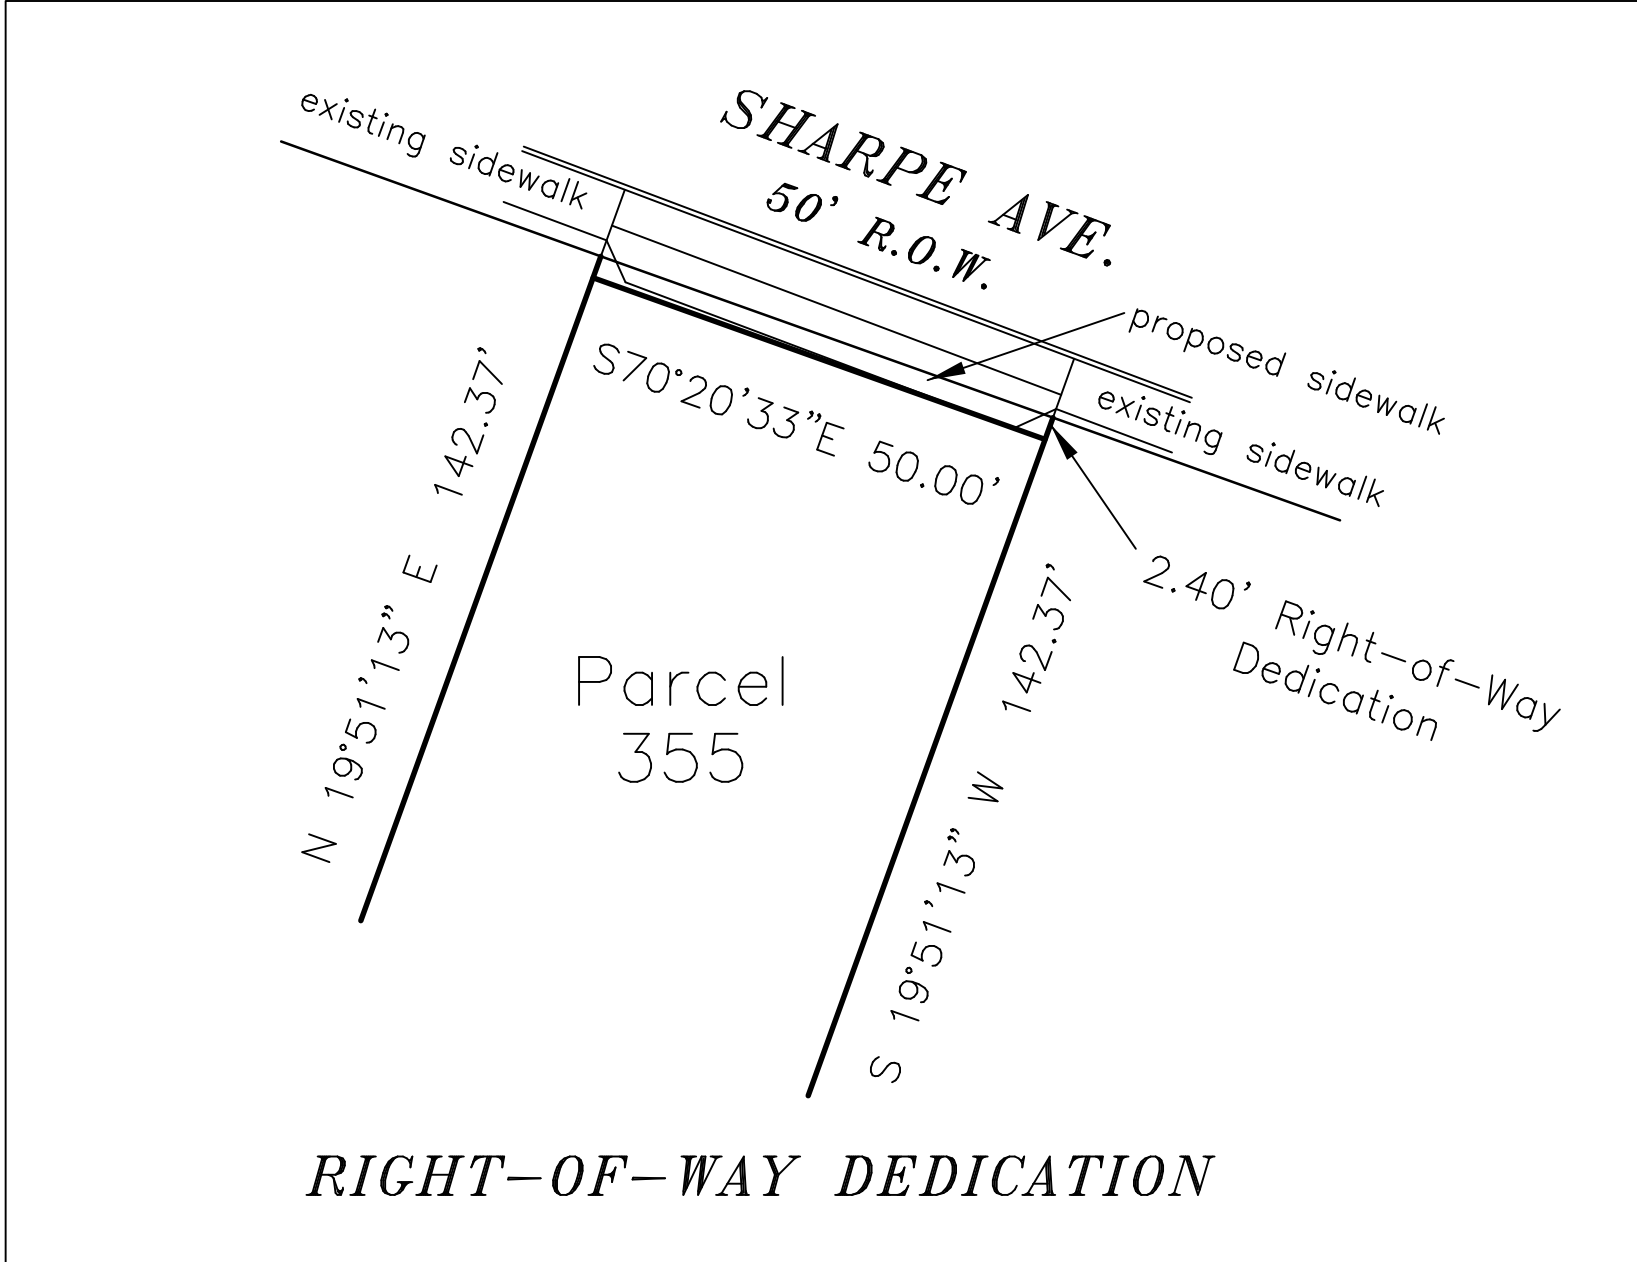 existing sidewalk
SHARPE AVE.
50' R.O.W.
proposed sidewalk
existing sidewalk
S70°20'33"E 50.00'
N 19°51'13" E 142.37'
S 19°51'13" W 142.37'
2.40' Right-of-Way
Dedication
Parcel
355
RIGHT-OF-WAY DEDICATION